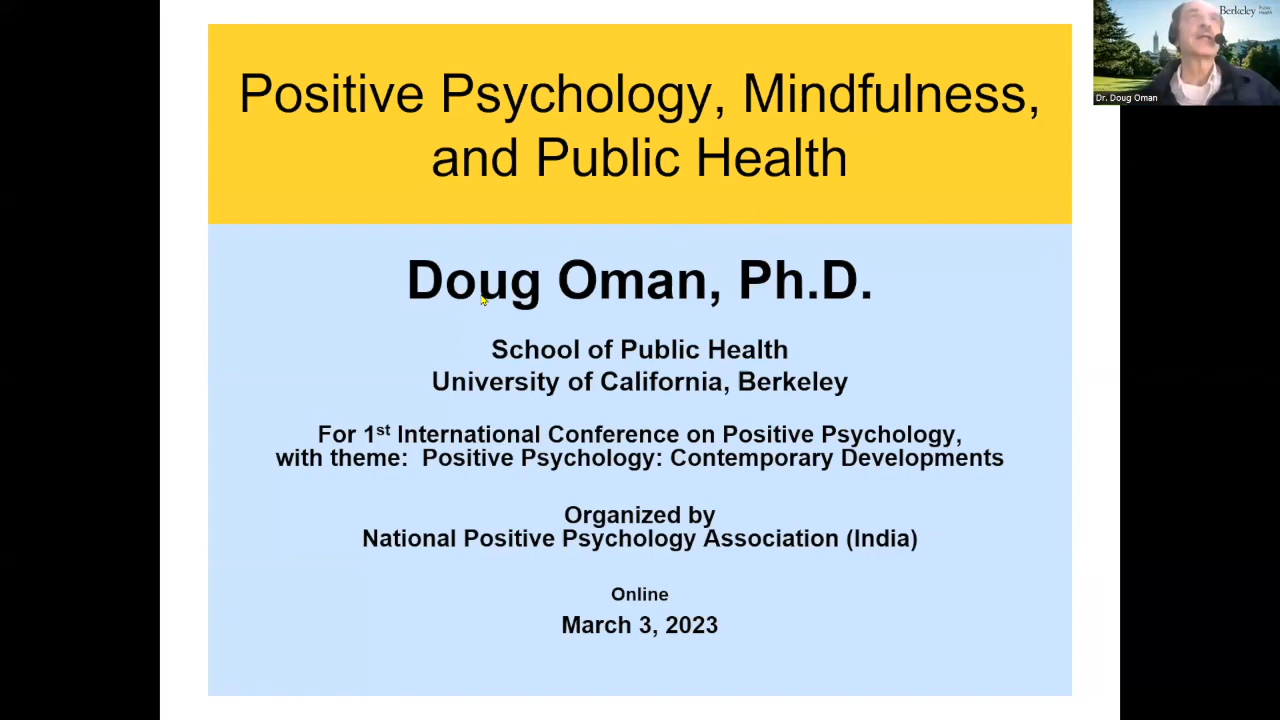 Positive Psychology, Mindfulness,
and Public Health
Doug Oman, Ph.D.
School of Public Health
University of California, Berkeley
For 1st International Conference on Positive Psychology,
with theme: Positive Psychology: Contemporary Developments
Organized by
National Positive Psychology Association (India)
Online
March 3, 2023
Berkeley Public
Health
Dr. Doug Oman